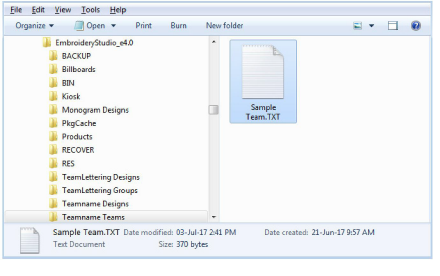 File Edit View Tools Help
Organize Open Print Burn New folder
EmbroideryStudio_e4.0
BACKUP
Billboards
BIN
Kiosk
Monogram Designs
PkgCache
Products
RECOVER
RES
TeamLettering Designs
TeamLettering Groups
Teamname Designs
Teamname Teams
Sample
Team.TXT
Sample Team.TXT Date modified: 03-Jul-17 2:41 PM Date created: 21-Jun-17 9:57 AM
Text Document Size: 370 bytes